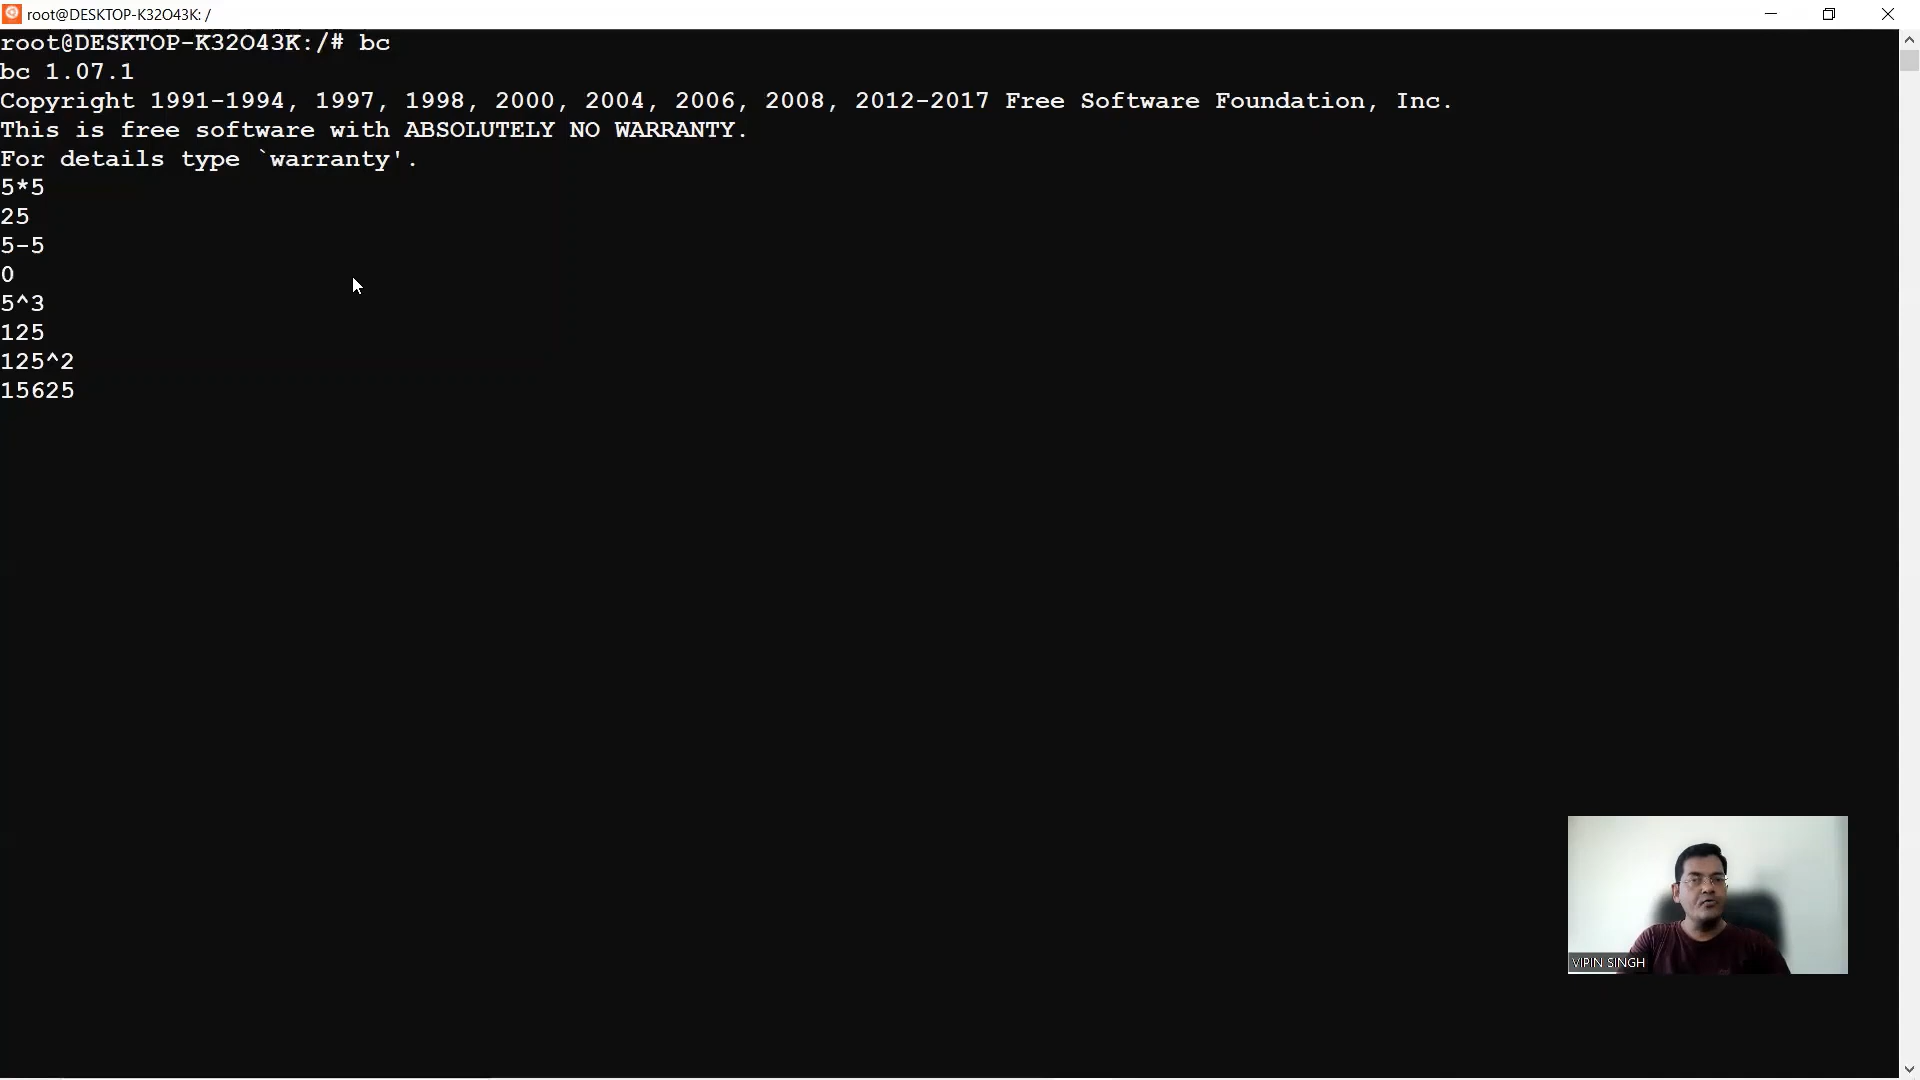 root@DESKTOP-K32O43K: /
root@DESKTOP-K32O43K:/# bc
bc 1.07.1
Copyright 1991-1994, 1997, 1998, 2000, 2004, 2006, 2008, 2012-2017 Free Software Foundation, Inc.
This is free software with ABSOLUTELY NO WARRANTY.
For details type `warranty'.
5*5
25
5-5
0
5^3
125
125^2
15625
VIPIN SINGH